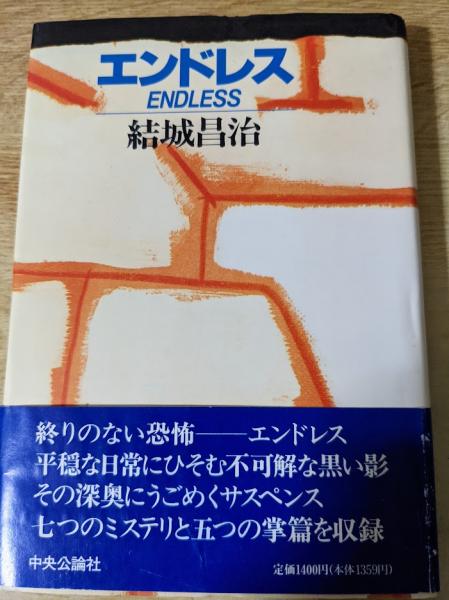 エンドレス
ENDLESS
結城昌治
終りのない恐怖——エンドレス
平穏な日常にひそむ不可解な黒い影
その深奥にうごめくサスペンス
七つのミステリと五つの掌篇を収録
中央公論社
定価1400円(本体1359円)